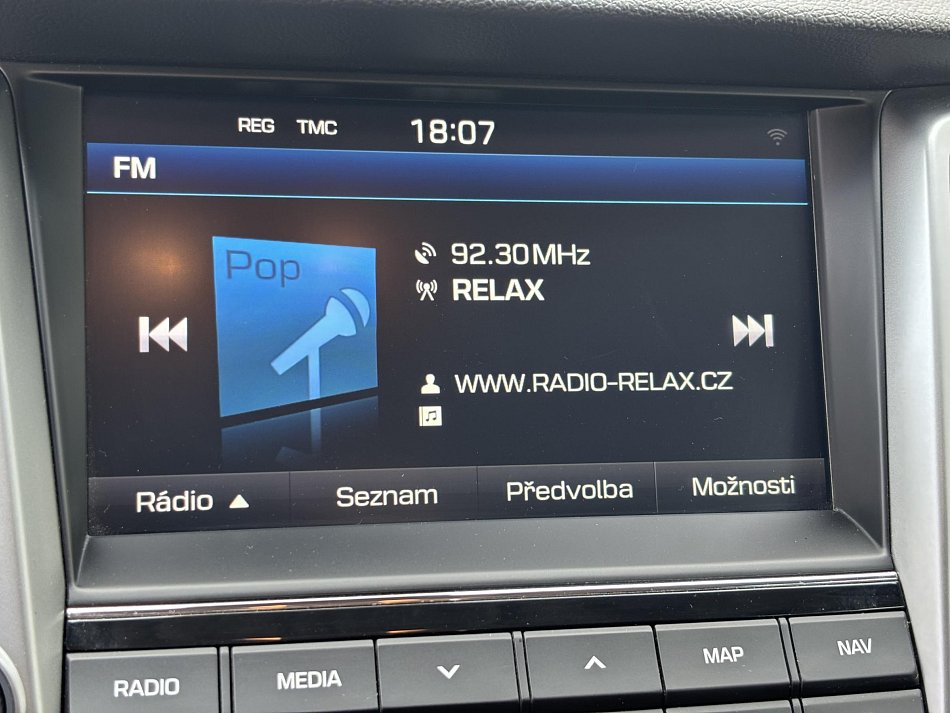 REG TMC 18:07
FM
Pop
92.30MHz
RELAX
WWW.RADIO-RELAX.CZ
Rádio ▲ Seznam Předvolba Možnosti
RADIO MEDIA MAP NAV